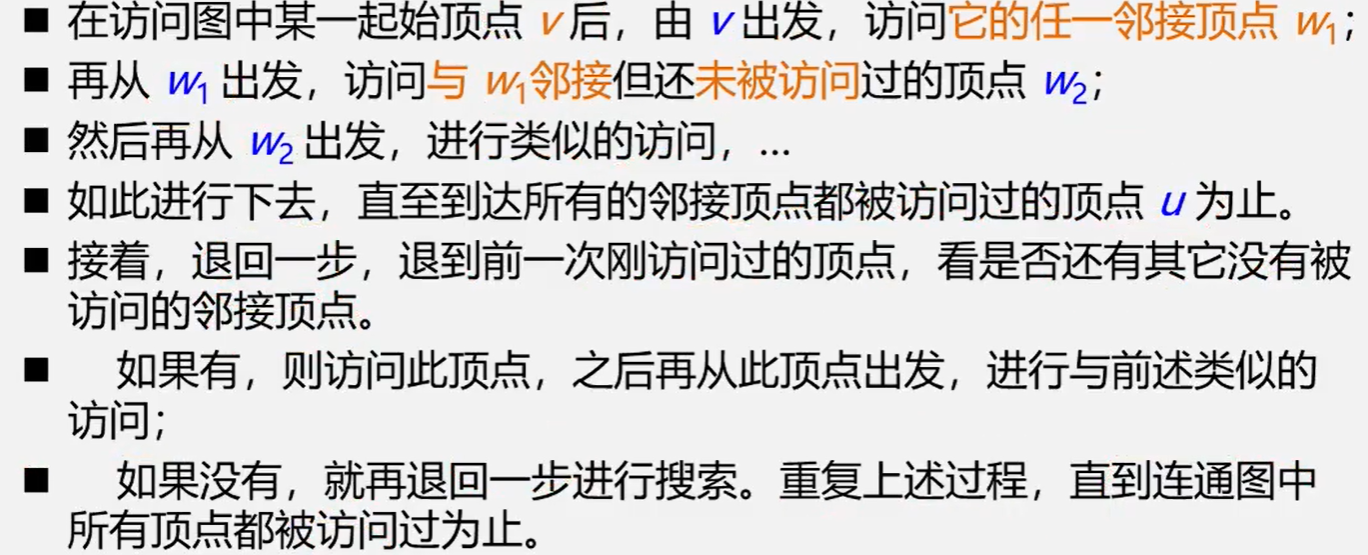 ■ 在访问图中某一起始顶点 v 后，由 v 出发，访问它的任一邻接顶点 w₁；
■ 再从 w₁ 出发，访问与 w₁邻接但还未被访问过的顶点 w₂；
■ 然后再从 w₂ 出发，进行类似的访问，…
■ 如此进行下去，直至到达所有的邻接顶点都被访问过的顶点 u 为止。
■ 接着，退回一步，退到前一次刚访问过的顶点，看是否还有其它没有被
访问的邻接顶点。
■ 如果有，则访问此顶点，之后再从此顶点出发，进行与前述类似的
访问；
■ 如果没有，就再退回一步进行搜索。重复上述过程，直到连通图中
所有顶点都被访问过为止。